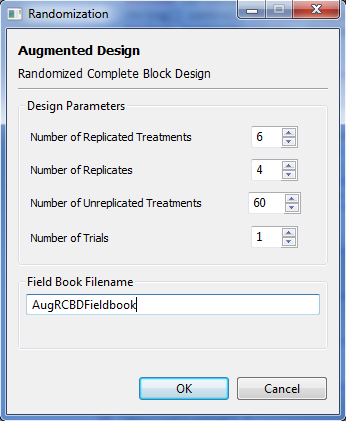 Randomization
Augmented Design
Randomized Complete Block Design
Design Parameters
Number of Replicated Treatments 6
Number of Replicates 4
Number of Unreplicated Treatments 60
Number of Trials 1
Field Book Filename
AugRCBDFieldbook
OK Cancel